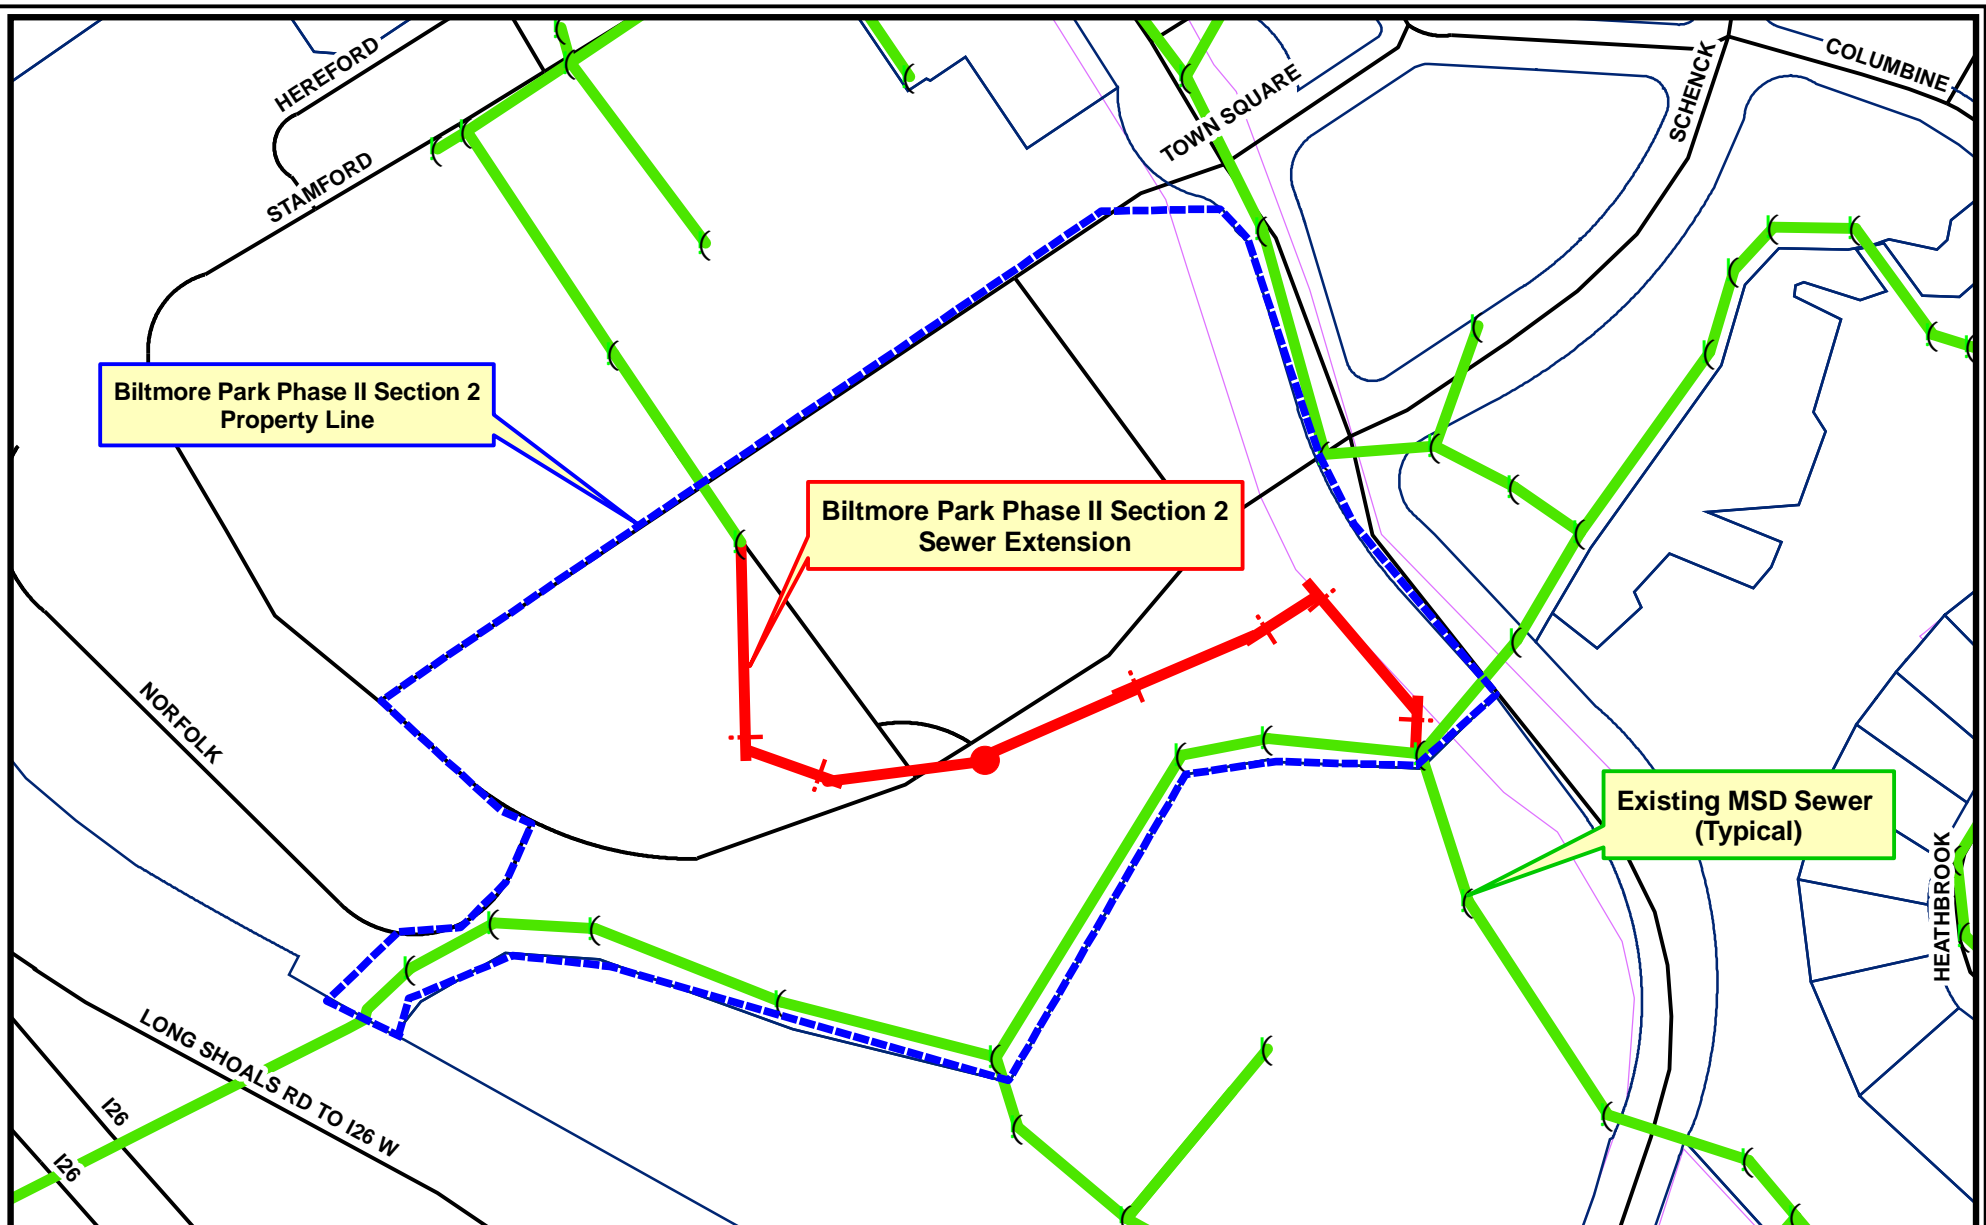 HEREFORD
STAMFORD
TOWN SQUARE
SCHENCK
COLUMBINE
Biltmore Park Phase II Section 2
Property Line
Biltmore Park Phase II Section 2
Sewer Extension
NORFOLK
Existing MSD Sewer
(Typical)
HEATHBROOK
LONG SHOALS RD TO I26 W
I26
I26